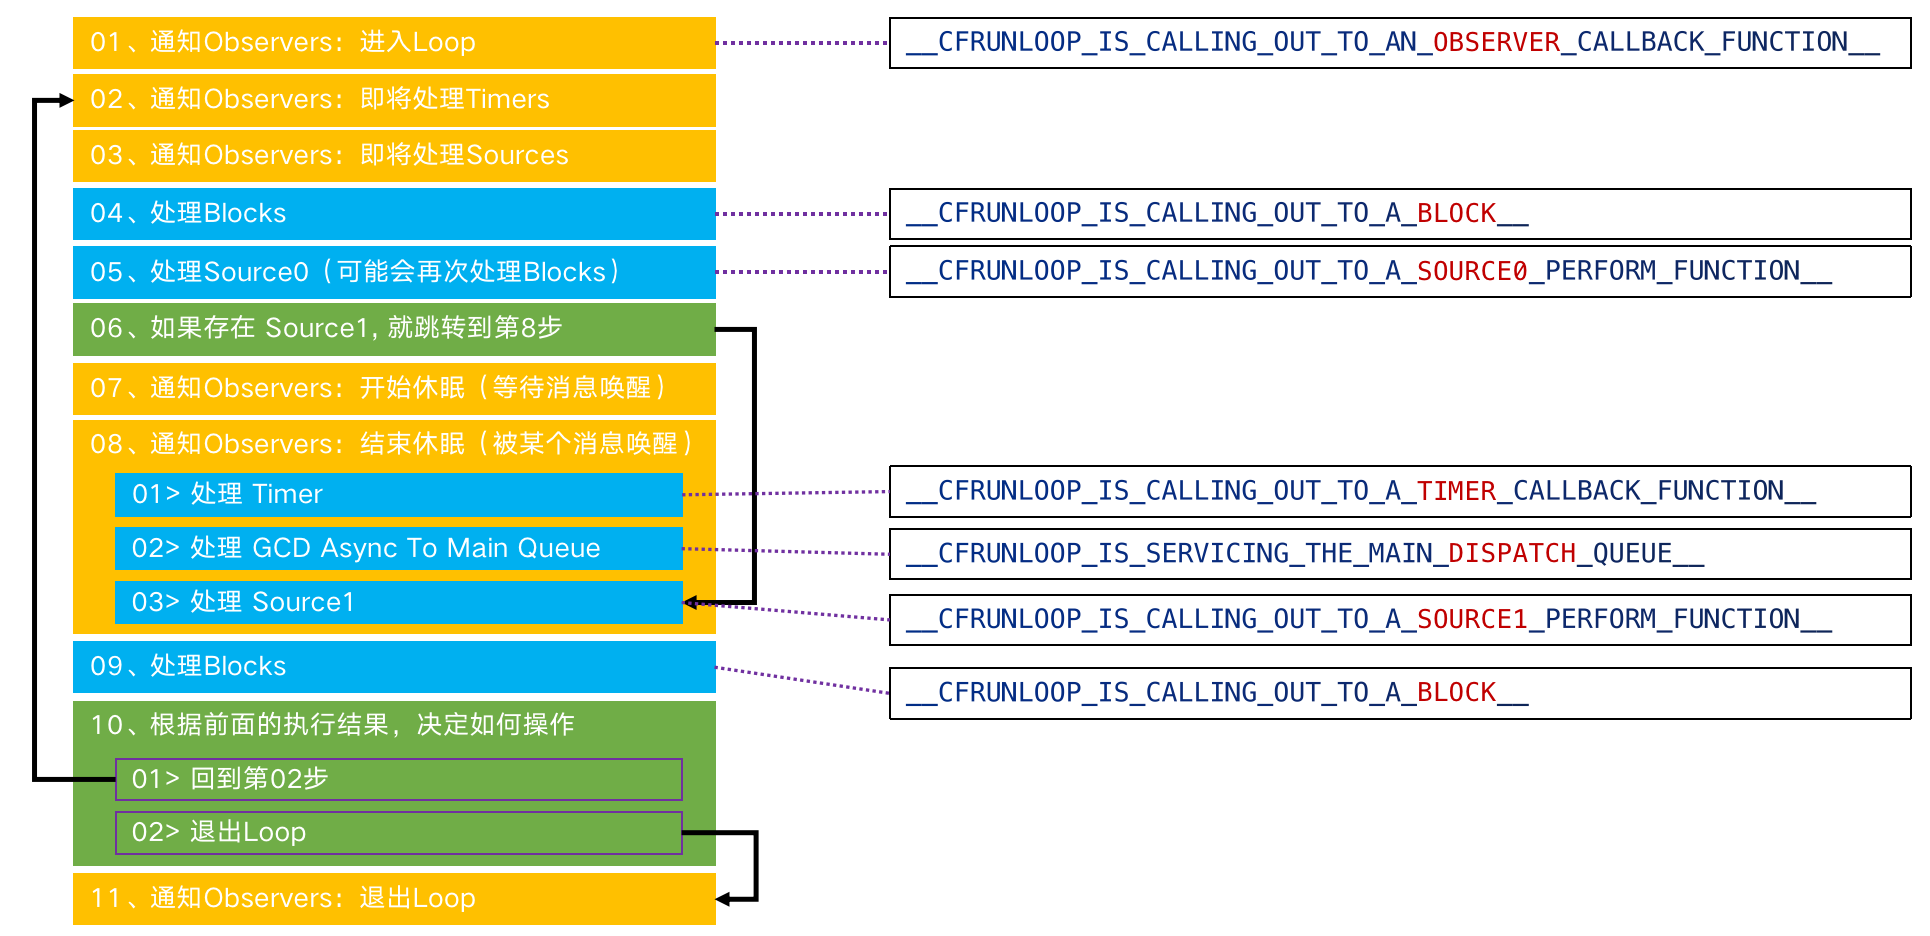 01、通知Observers：进入Loop
__CFRUNLOOP_IS_CALLING_OUT_TO_AN_OBSERVER_CALLBACK_FUNCTION__
02、通知Observers：即将处理Timers
03、通知Observers：即将处理Sources
04、处理Blocks
__CFRUNLOOP_IS_CALLING_OUT_TO_A_BLOCK__
05、处理Source0（可能会再次处理Blocks）
__CFRUNLOOP_IS_CALLING_OUT_TO_A_SOURCE0_PERFORM_FUNCTION__
06、如果存在 Source1, 就跳转到第8步
07、通知Observers：开始休眠（等待消息唤醒）
08、通知Observers：结束休眠（被某个消息唤醒）
01> 处理 Timer
__CFRUNLOOP_IS_CALLING_OUT_TO_A_TIMER_CALLBACK_FUNCTION__
02> 处理 GCD Async To Main Queue
__CFRUNLOOP_IS_SERVICING_THE_MAIN_DISPATCH_QUEUE__
03> 处理 Source1
__CFRUNLOOP_IS_CALLING_OUT_TO_A_SOURCE1_PERFORM_FUNCTION__
09、处理Blocks
__CFRUNLOOP_IS_CALLING_OUT_TO_A_BLOCK__
10、根据前面的执行结果，决定如何操作
01> 回到第02步
02> 退出Loop
11、通知Observers：退出Loop